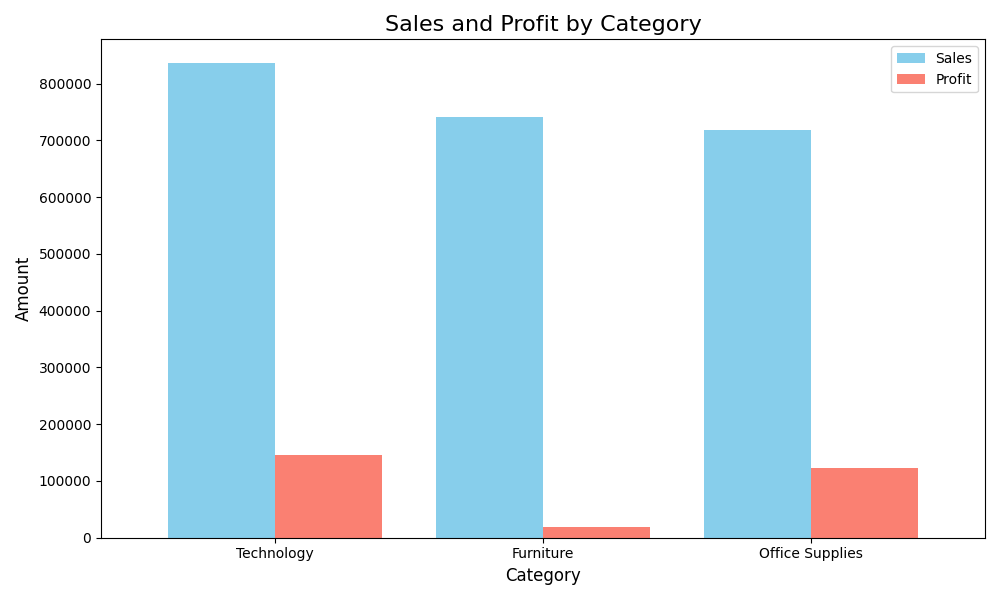 Sales and Profit by Category
Sales
Profit
800000
700000
600000
500000
400000
300000
200000
100000
0
Amount
Technology
Furniture
Office Supplies
Category